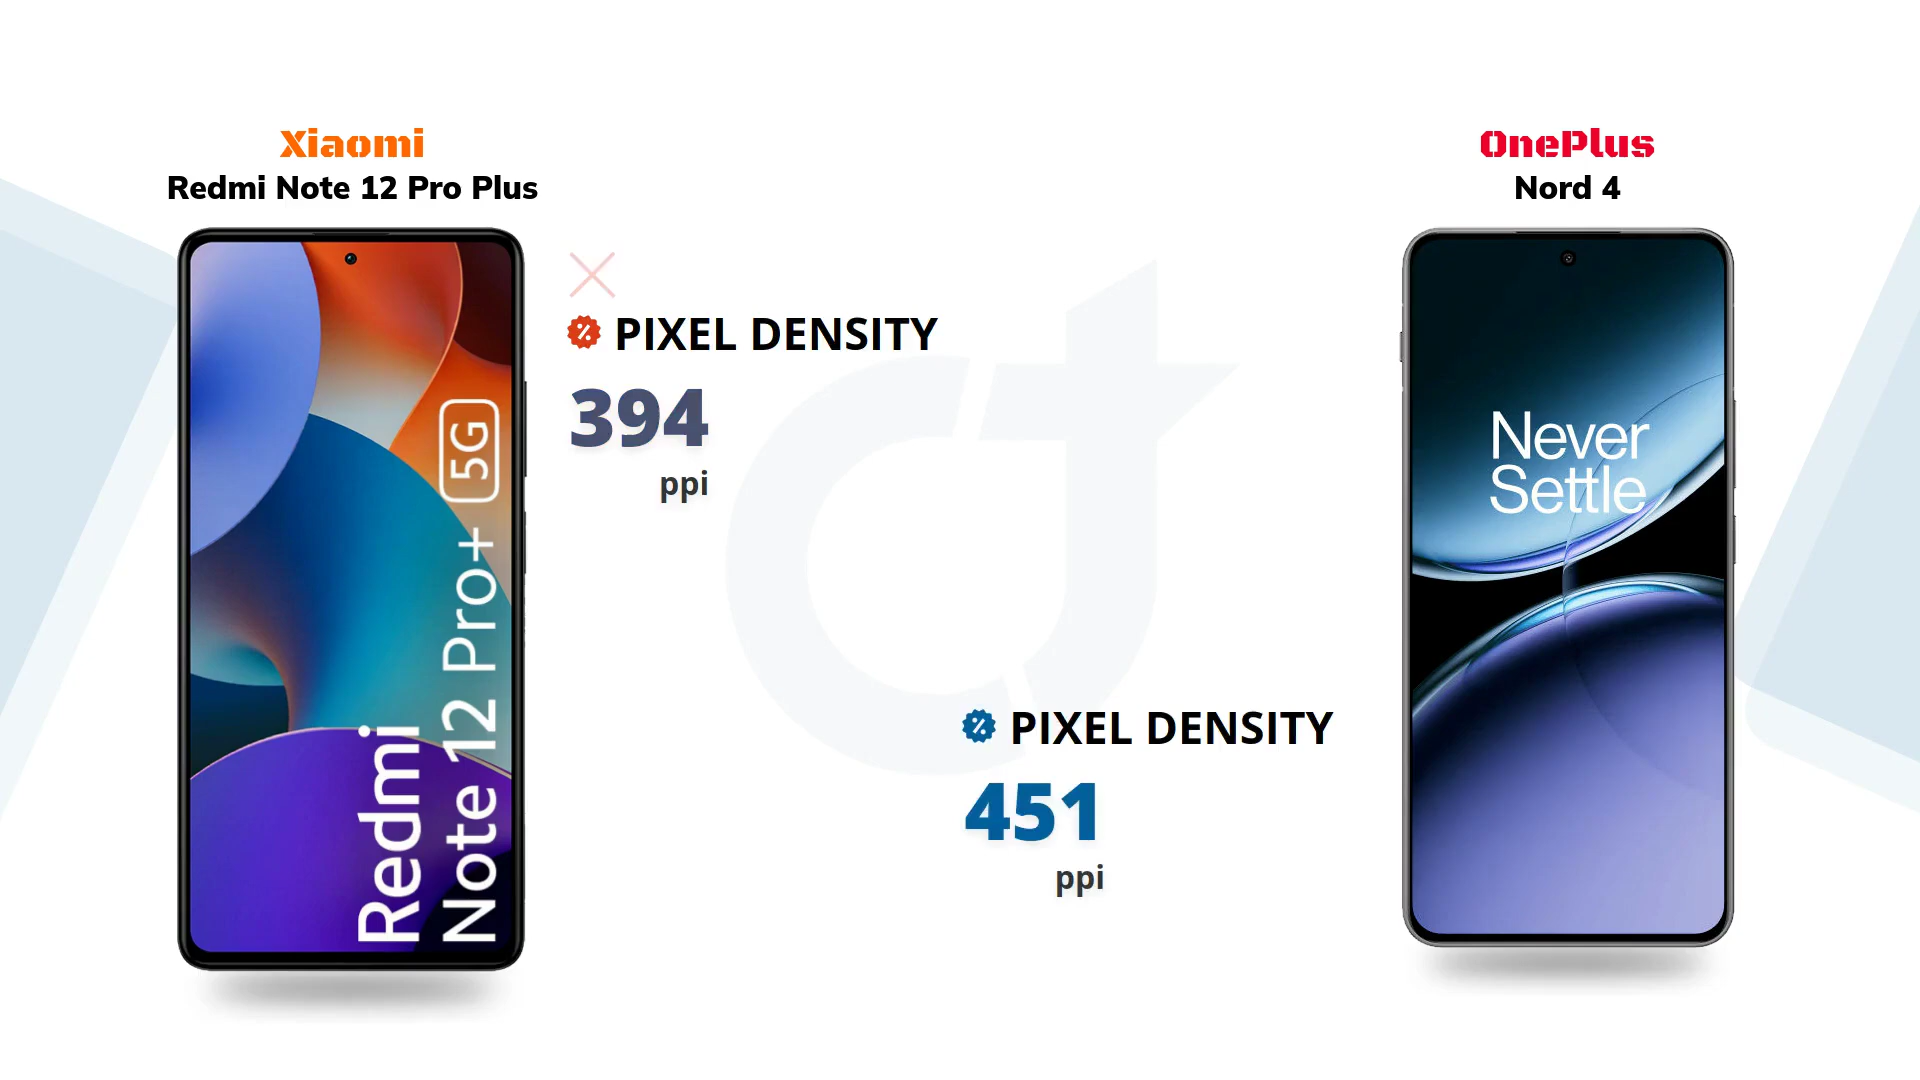 Xiaomi
Redmi Note 12 Pro Plus
Redmi
Note 12 Pro+ 5G
PIXEL DENSITY
394
ppi
OnePlus
Nord 4
Never
Settle
PIXEL DENSITY
451
ppi